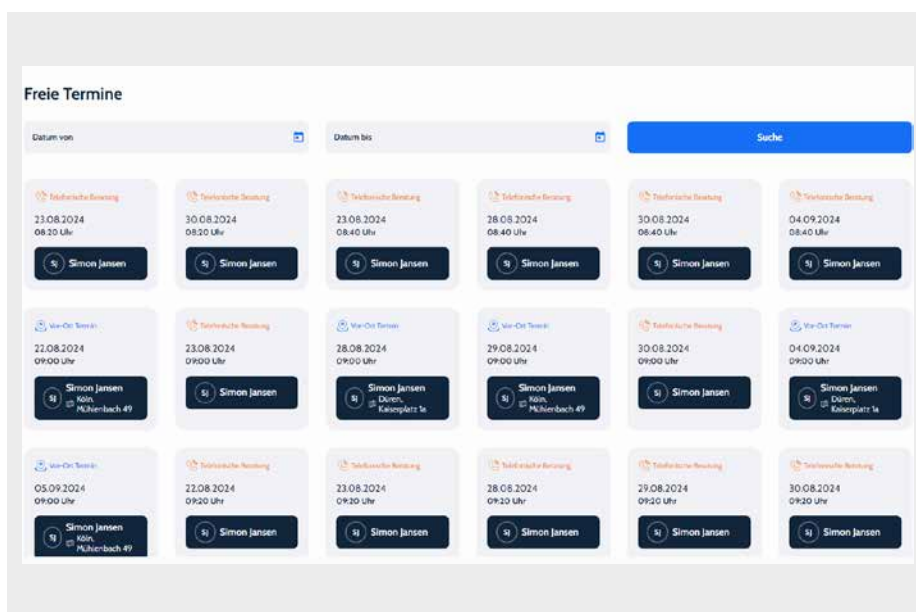 Freie Termine
Datum von
Datum bis
Suche
Telefonische Beratung
23.08.2024
08:20 Uhr
SJ Simon Jansen
Telefonische Beratung
30.08.2024
08:20 Uhr
SJ Simon Jansen
Telefonische Beratung
23.08.2024
08:40 Uhr
SJ Simon Jansen
Telefonische Beratung
28.08.2024
08:40 Uhr
SJ Simon Jansen
Telefonische Beratung
30.08.2024
08:40 Uhr
SJ Simon Jansen
Telefonische Beratung
04.09.2024
08:40 Uhr
SJ Simon Jansen
Vor-Ort Termin
22.08.2024
09:00 Uhr
SJ Simon Jansen
Köln,
Mühlenbach 49
Telefonische Beratung
23.08.2024
09:00 Uhr
SJ Simon Jansen
Vor-Ort Termin
28.08.2024
09:00 Uhr
SJ Simon Jansen
Düren,
Kaiserplatz 1a
Vor-Ort Termin
29.08.2024
09:00 Uhr
SJ Simon Jansen
Köln,
Mühlenbach 49
Telefonische Beratung
30.08.2024
09:00 Uhr
SJ Simon Jansen
Vor-Ort Termin
04.09.2024
09:00 Uhr
SJ Simon Jansen
Düren,
Kaiserplatz 1a
Vor-Ort Termin
05.09.2024
09:00 Uhr
SJ Simon Jansen
Köln,
Mühlenbach 49
Telefonische Beratung
22.08.2024
09:20 Uhr
SJ Simon Jansen
Telefonische Beratung
23.08.2024
09:20 Uhr
SJ Simon Jansen
Telefonische Beratung
28.08.2024
09:20 Uhr
SJ Simon Jansen
Telefonische Beratung
29.08.2024
09:20 Uhr
SJ Simon Jansen
Telefonische Beratung
30.08.2024
09:20 Uhr
SJ Simon Jansen